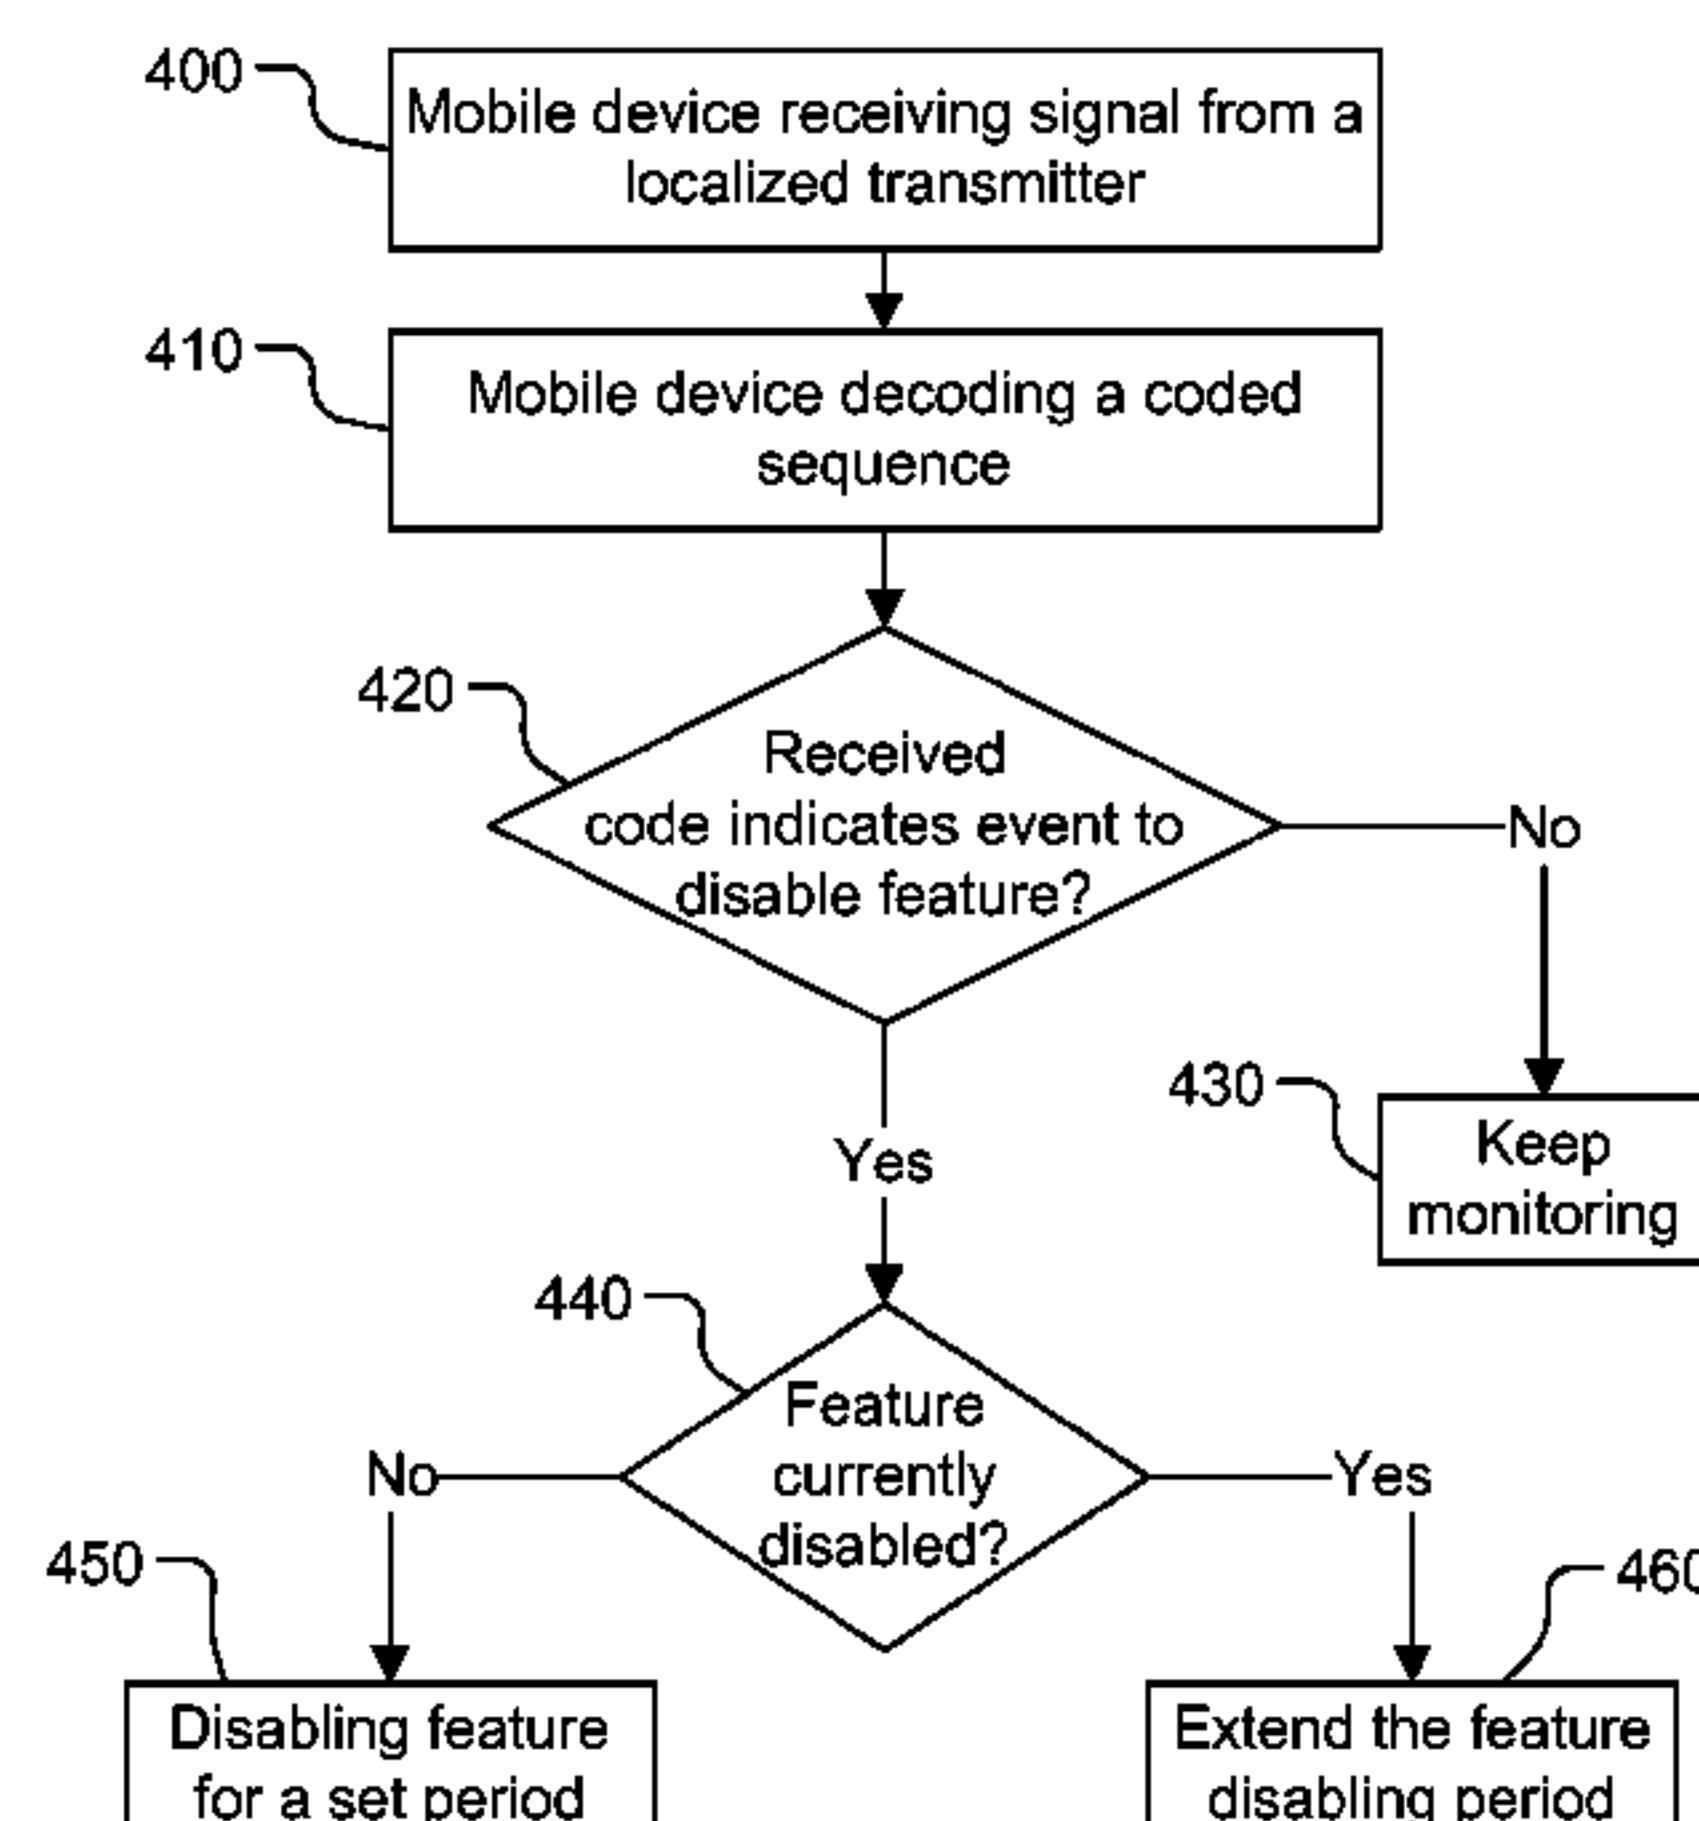 400
Mobile device receiving signal from a
localized transmitter
410
Mobile device decoding a coded
sequence
420
Received
code indicates event to
disable feature?
No
430
Keep
monitoring
Yes
440
Feature
currently
disabled?
No
Yes
450
460
Disabling feature
for a set period
Extend the feature
disabling period